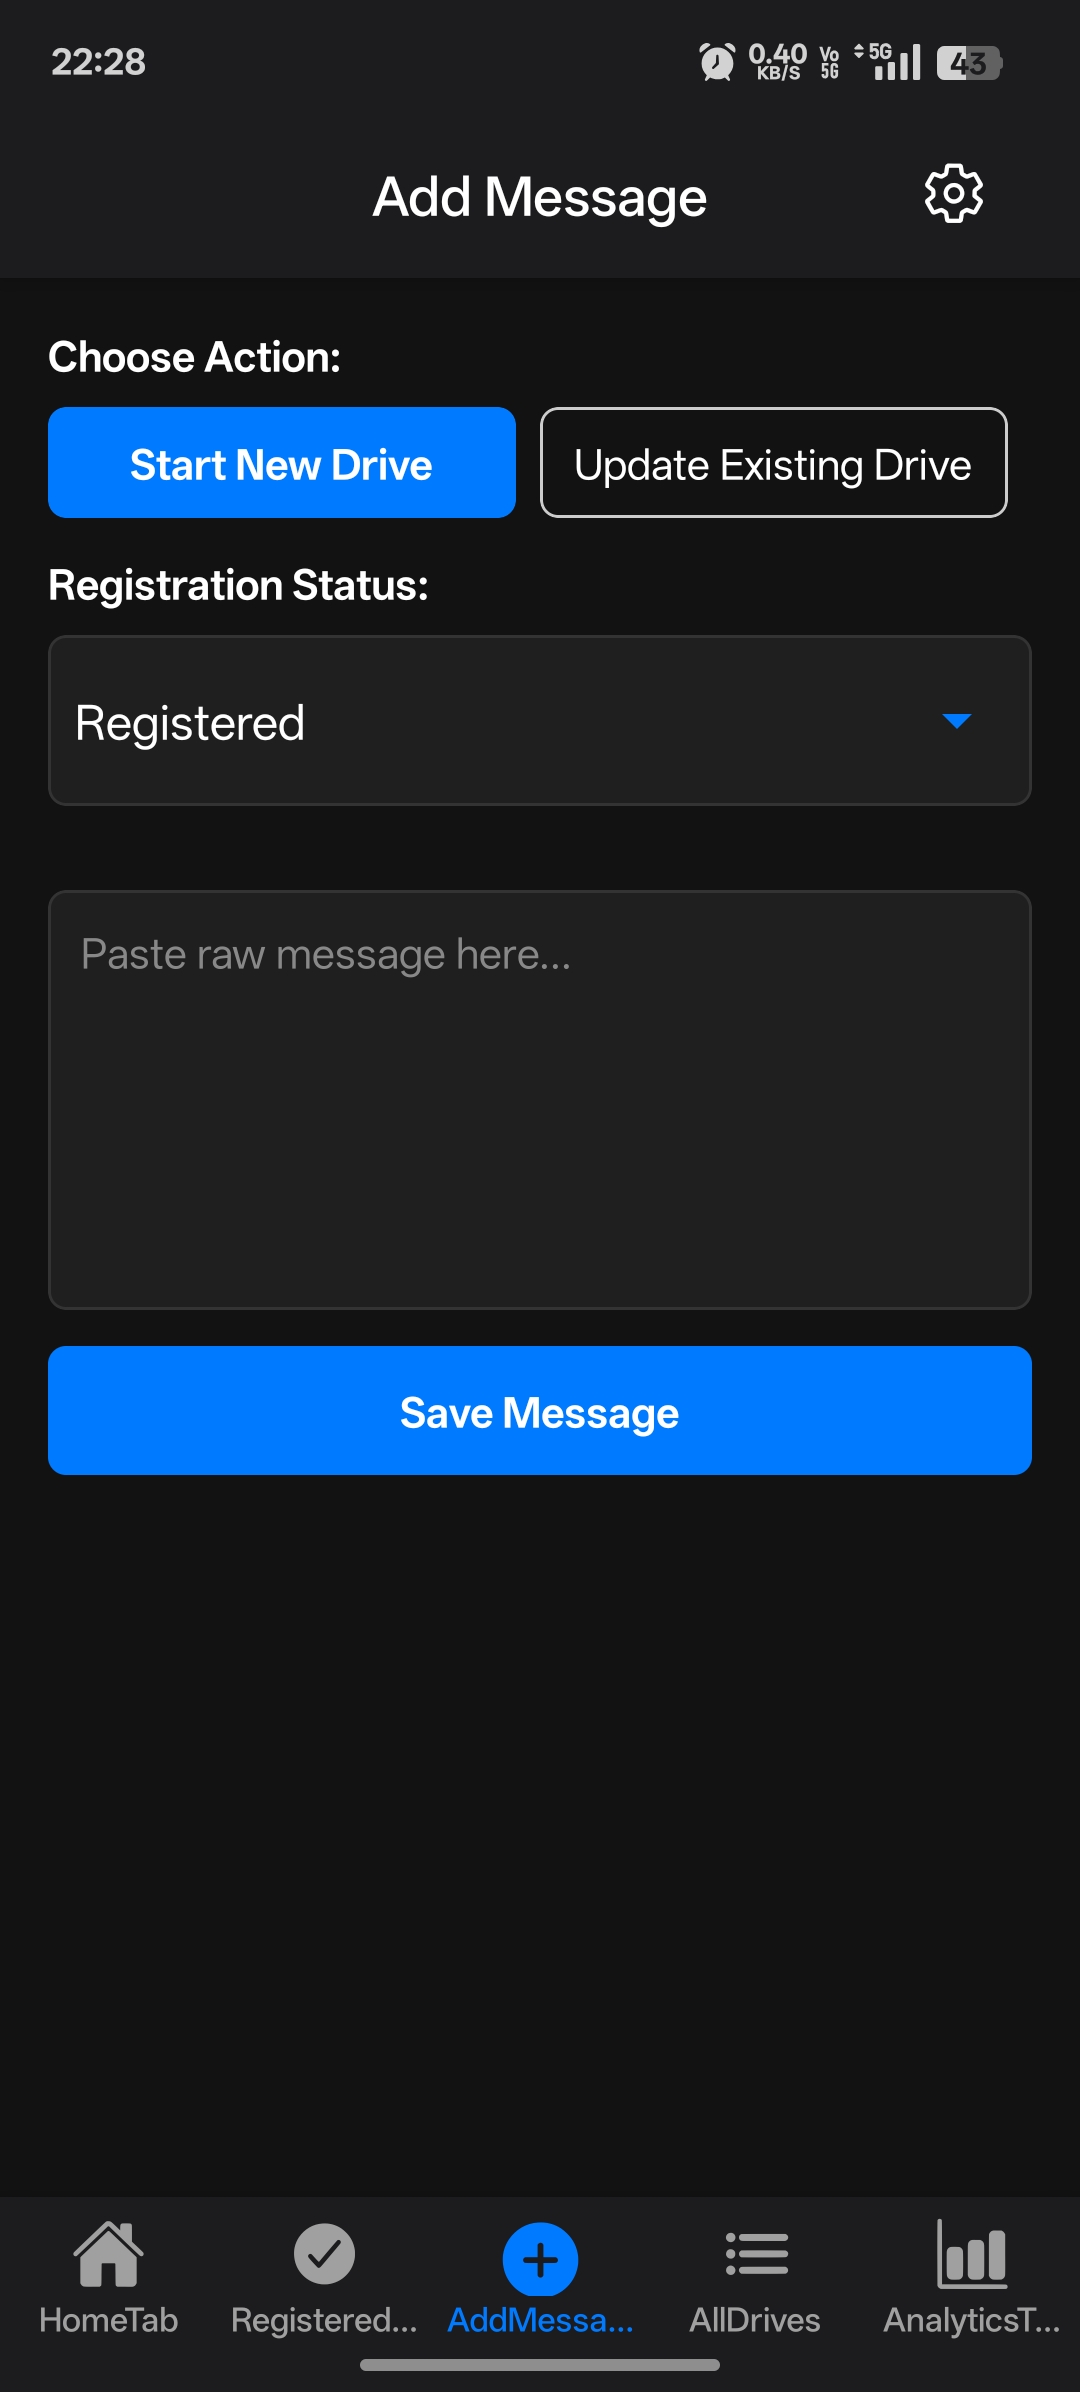 22:28
0.40
KB/S
Vo
5G
5G
43
Add Message
Choose Action:
Start New Drive
Update Existing Drive
Registration Status:
Registered
Paste raw message here...
Save Message
HomeTab
Registered...
AddMessa...
AllDrives
AnalyticsT...